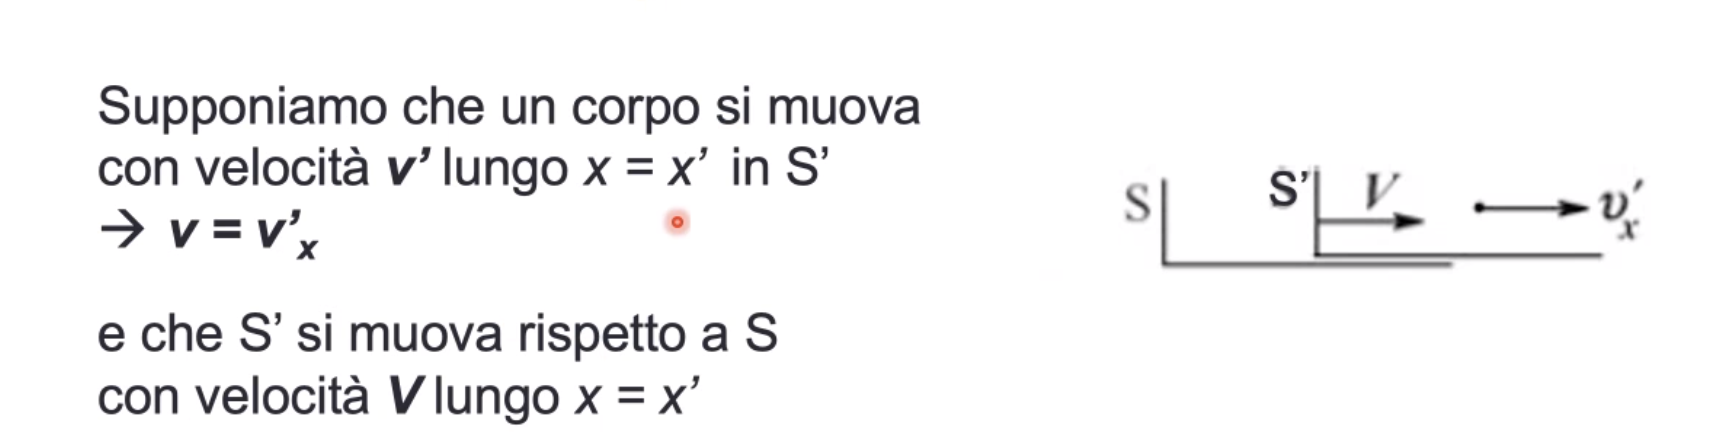 Supponiamo che un corpo si muova
con velocità v’ lungo x = x’ in S’
→ v = v’x
e che S’ si muova rispetto a S
con velocità V lungo x = x’
S
S’
V
v′x